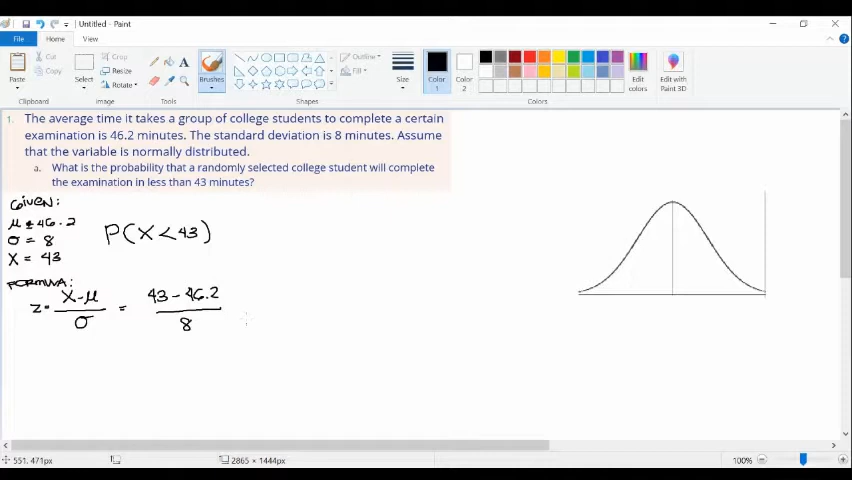 Untitled - Paint
File
Home
View
Paste
Cut
Copy
Clipboard
Select
Crop
Resize
Rotate
Image
A
Tools
Brushes
Outline
Fill
Shapes
Size
Color 1
Color 2
Colors
Edit colors
Edit with Paint 3D
1. The average time it takes a group of college students to complete a certain
examination is 46.2 minutes. The standard deviation is 8 minutes. Assume
that the variable is normally distributed.
a. What is the probability that a randomly selected college student will complete
the examination in less than 43 minutes?
GIVEN:
μ = 46.2
σ = 8
X = 43
P(X < 43)
FORMULA:
z = X - μ / σ = 43 - 46.2 / 8
551, 471px
2865 × 1444px
100%